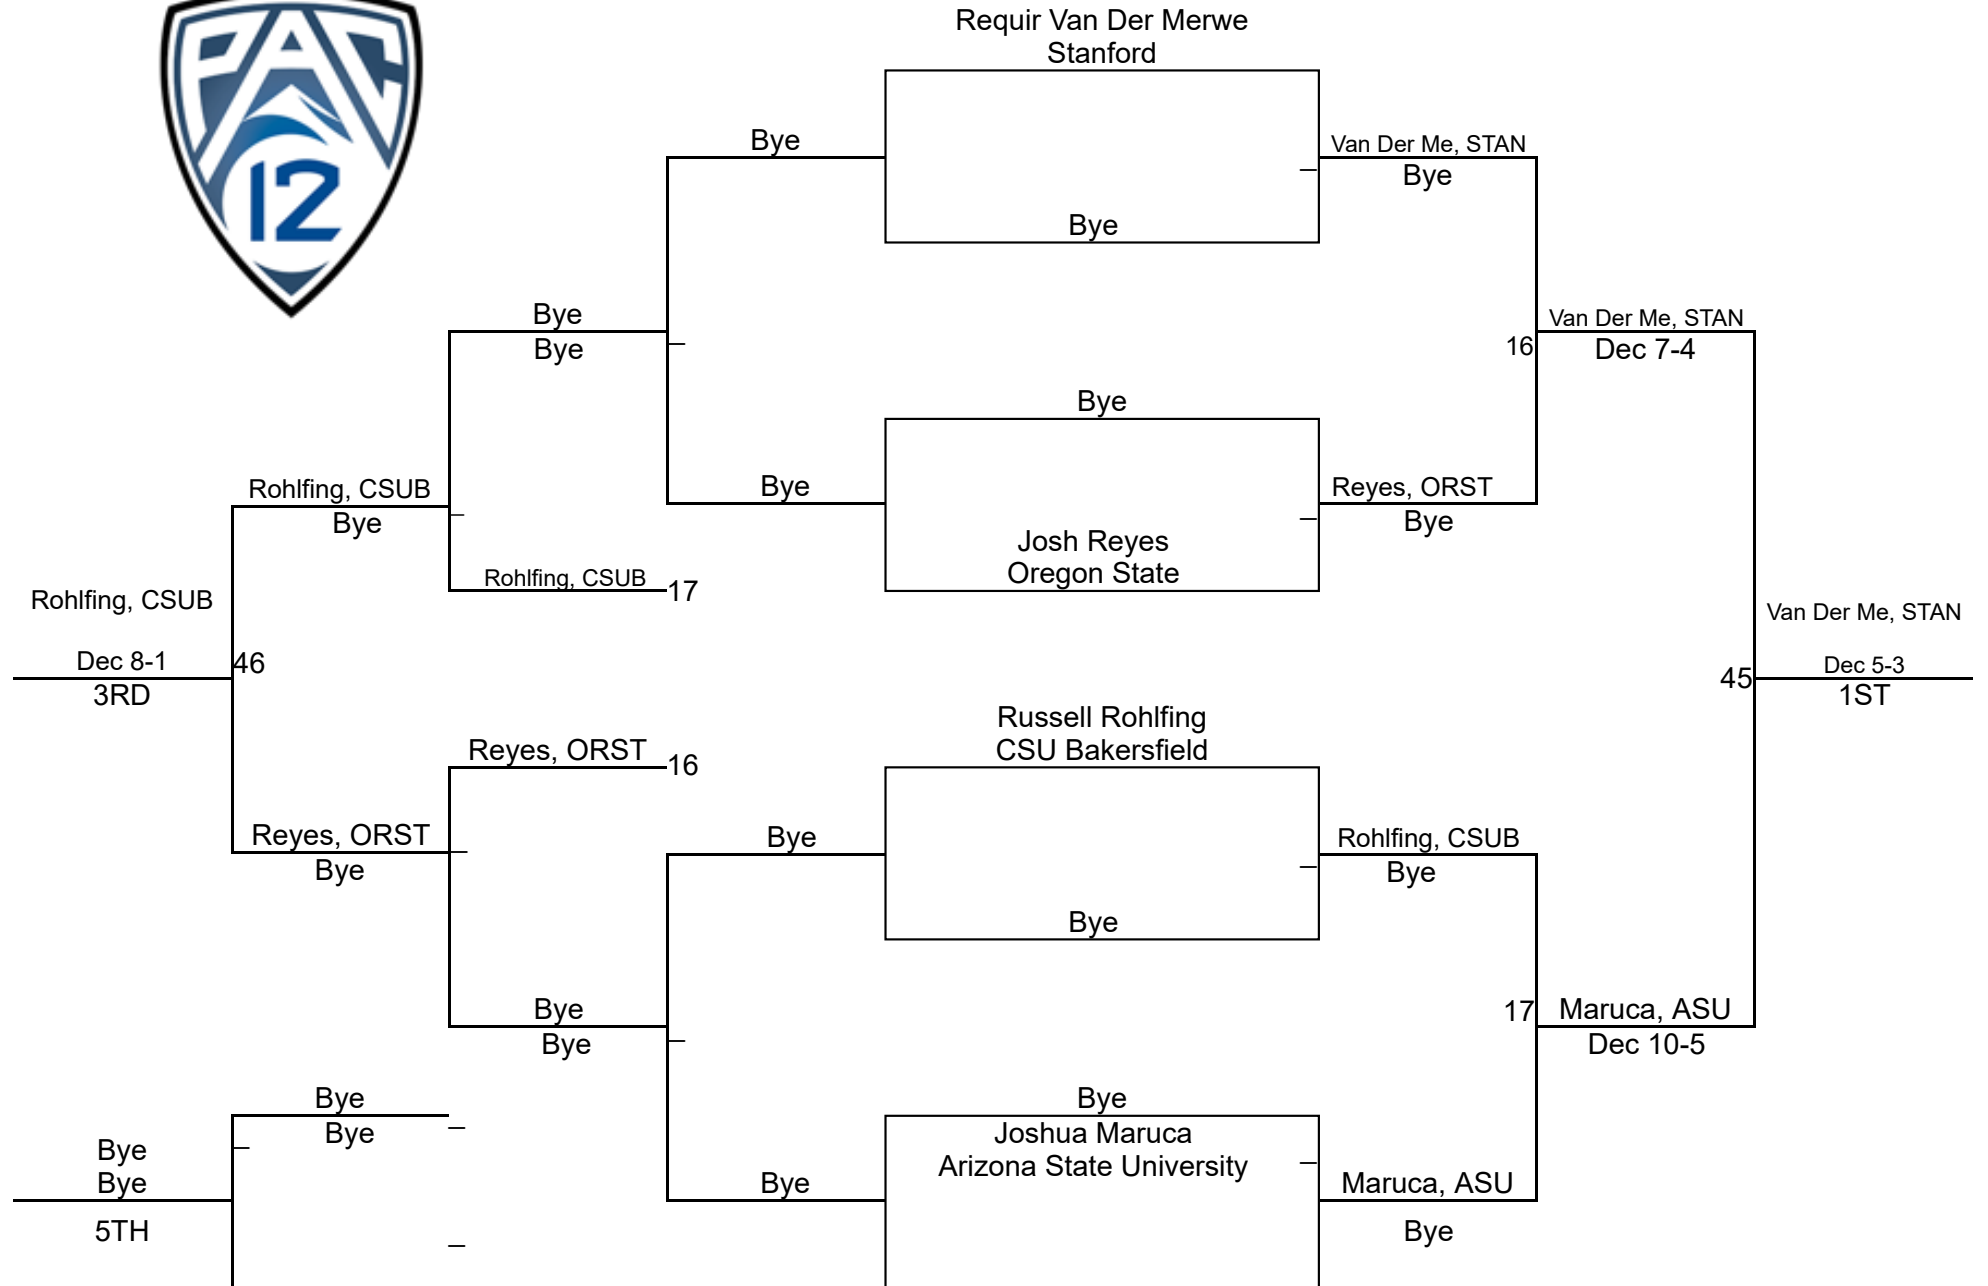 PAC
12
Requir Van Der Merwe
Stanford
Bye
Van Der Me, STAN
Bye
Bye
Bye
Bye
Van Der Me, STAN
16
Dec 7-4
Bye
Rohlfing, CSUB
Bye
Bye
Reyes, ORST
Bye
Josh Reyes
Oregon State
Rohlfing, CSUB
17
Rohlfing, CSUB
Dec 8-1
46
3RD
Van Der Me, STAN
45
Dec 5-3
1ST
Russell Rohlfing
CSU Bakersfield
Reyes, ORST
16
Reyes, ORST
Bye
Bye
Rohlfing, CSUB
Bye
Bye
Bye
Bye
17
Maruca, ASU
Dec 10-5
Bye
Bye
Bye
Bye
5TH
Bye
Joshua Maruca
Arizona State University
Bye
Maruca, ASU
Bye